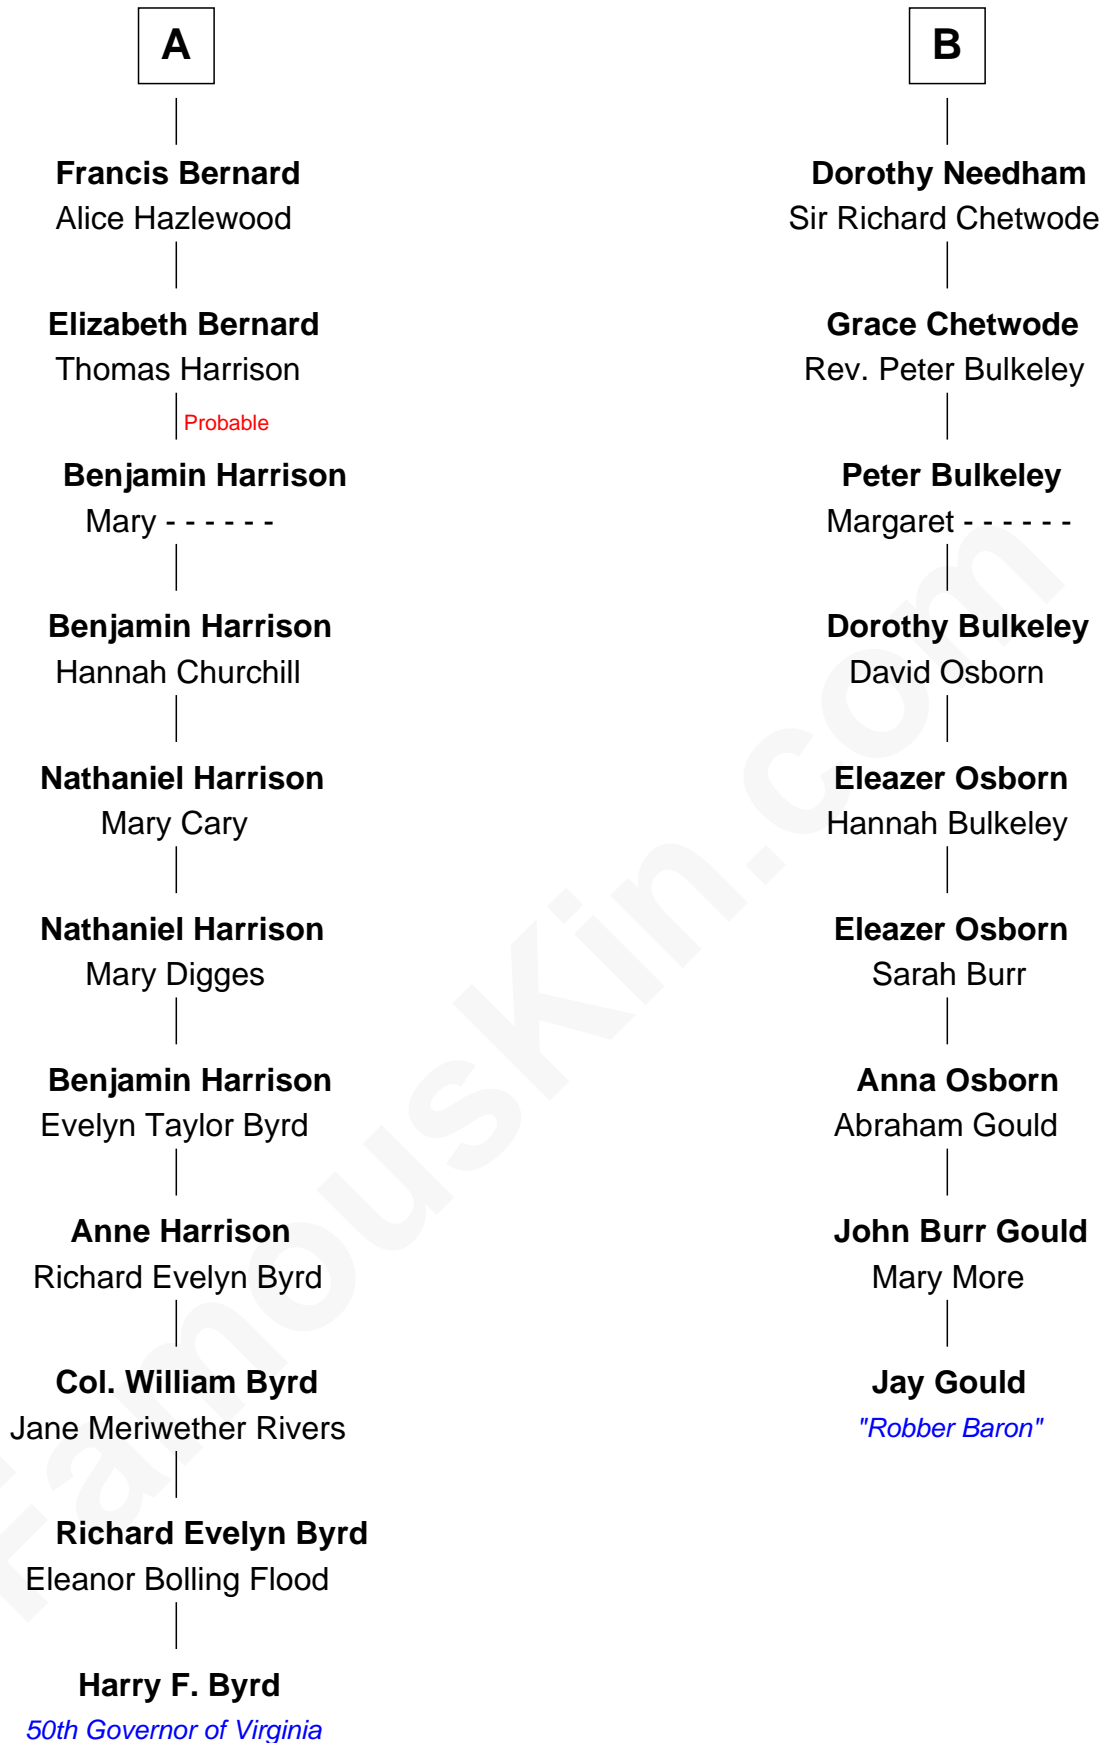 A
Francis Bernard
Alice Hazlewood
Elizabeth Bernard
Thomas Harrison
Probable
Benjamin Harrison
Mary - - - - - -
Benjamin Harrison
Hannah Churchill
Nathaniel Harrison
Mary Cary
Nathaniel Harrison
Mary Digges
Benjamin Harrison
Evelyn Taylor Byrd
Anne Harrison
Richard Evelyn Byrd
Col. William Byrd
Jane Meriwether Rivers
Richard Evelyn Byrd
Eleanor Bolling Flood
Harry F. Byrd
50th Governor of Virginia
B
Dorothy Needham
Sir Richard Chetwode
Grace Chetwode
Rev. Peter Bulkeley
Peter Bulkeley
Margaret - - - - - -
Dorothy Bulkeley
David Osborn
Eleazer Osborn
Hannah Bulkeley
Eleazer Osborn
Sarah Burr
Anna Osborn
Abraham Gould
John Burr Gould
Mary More
Jay Gould
"Robber Baron"
FamousKin.com